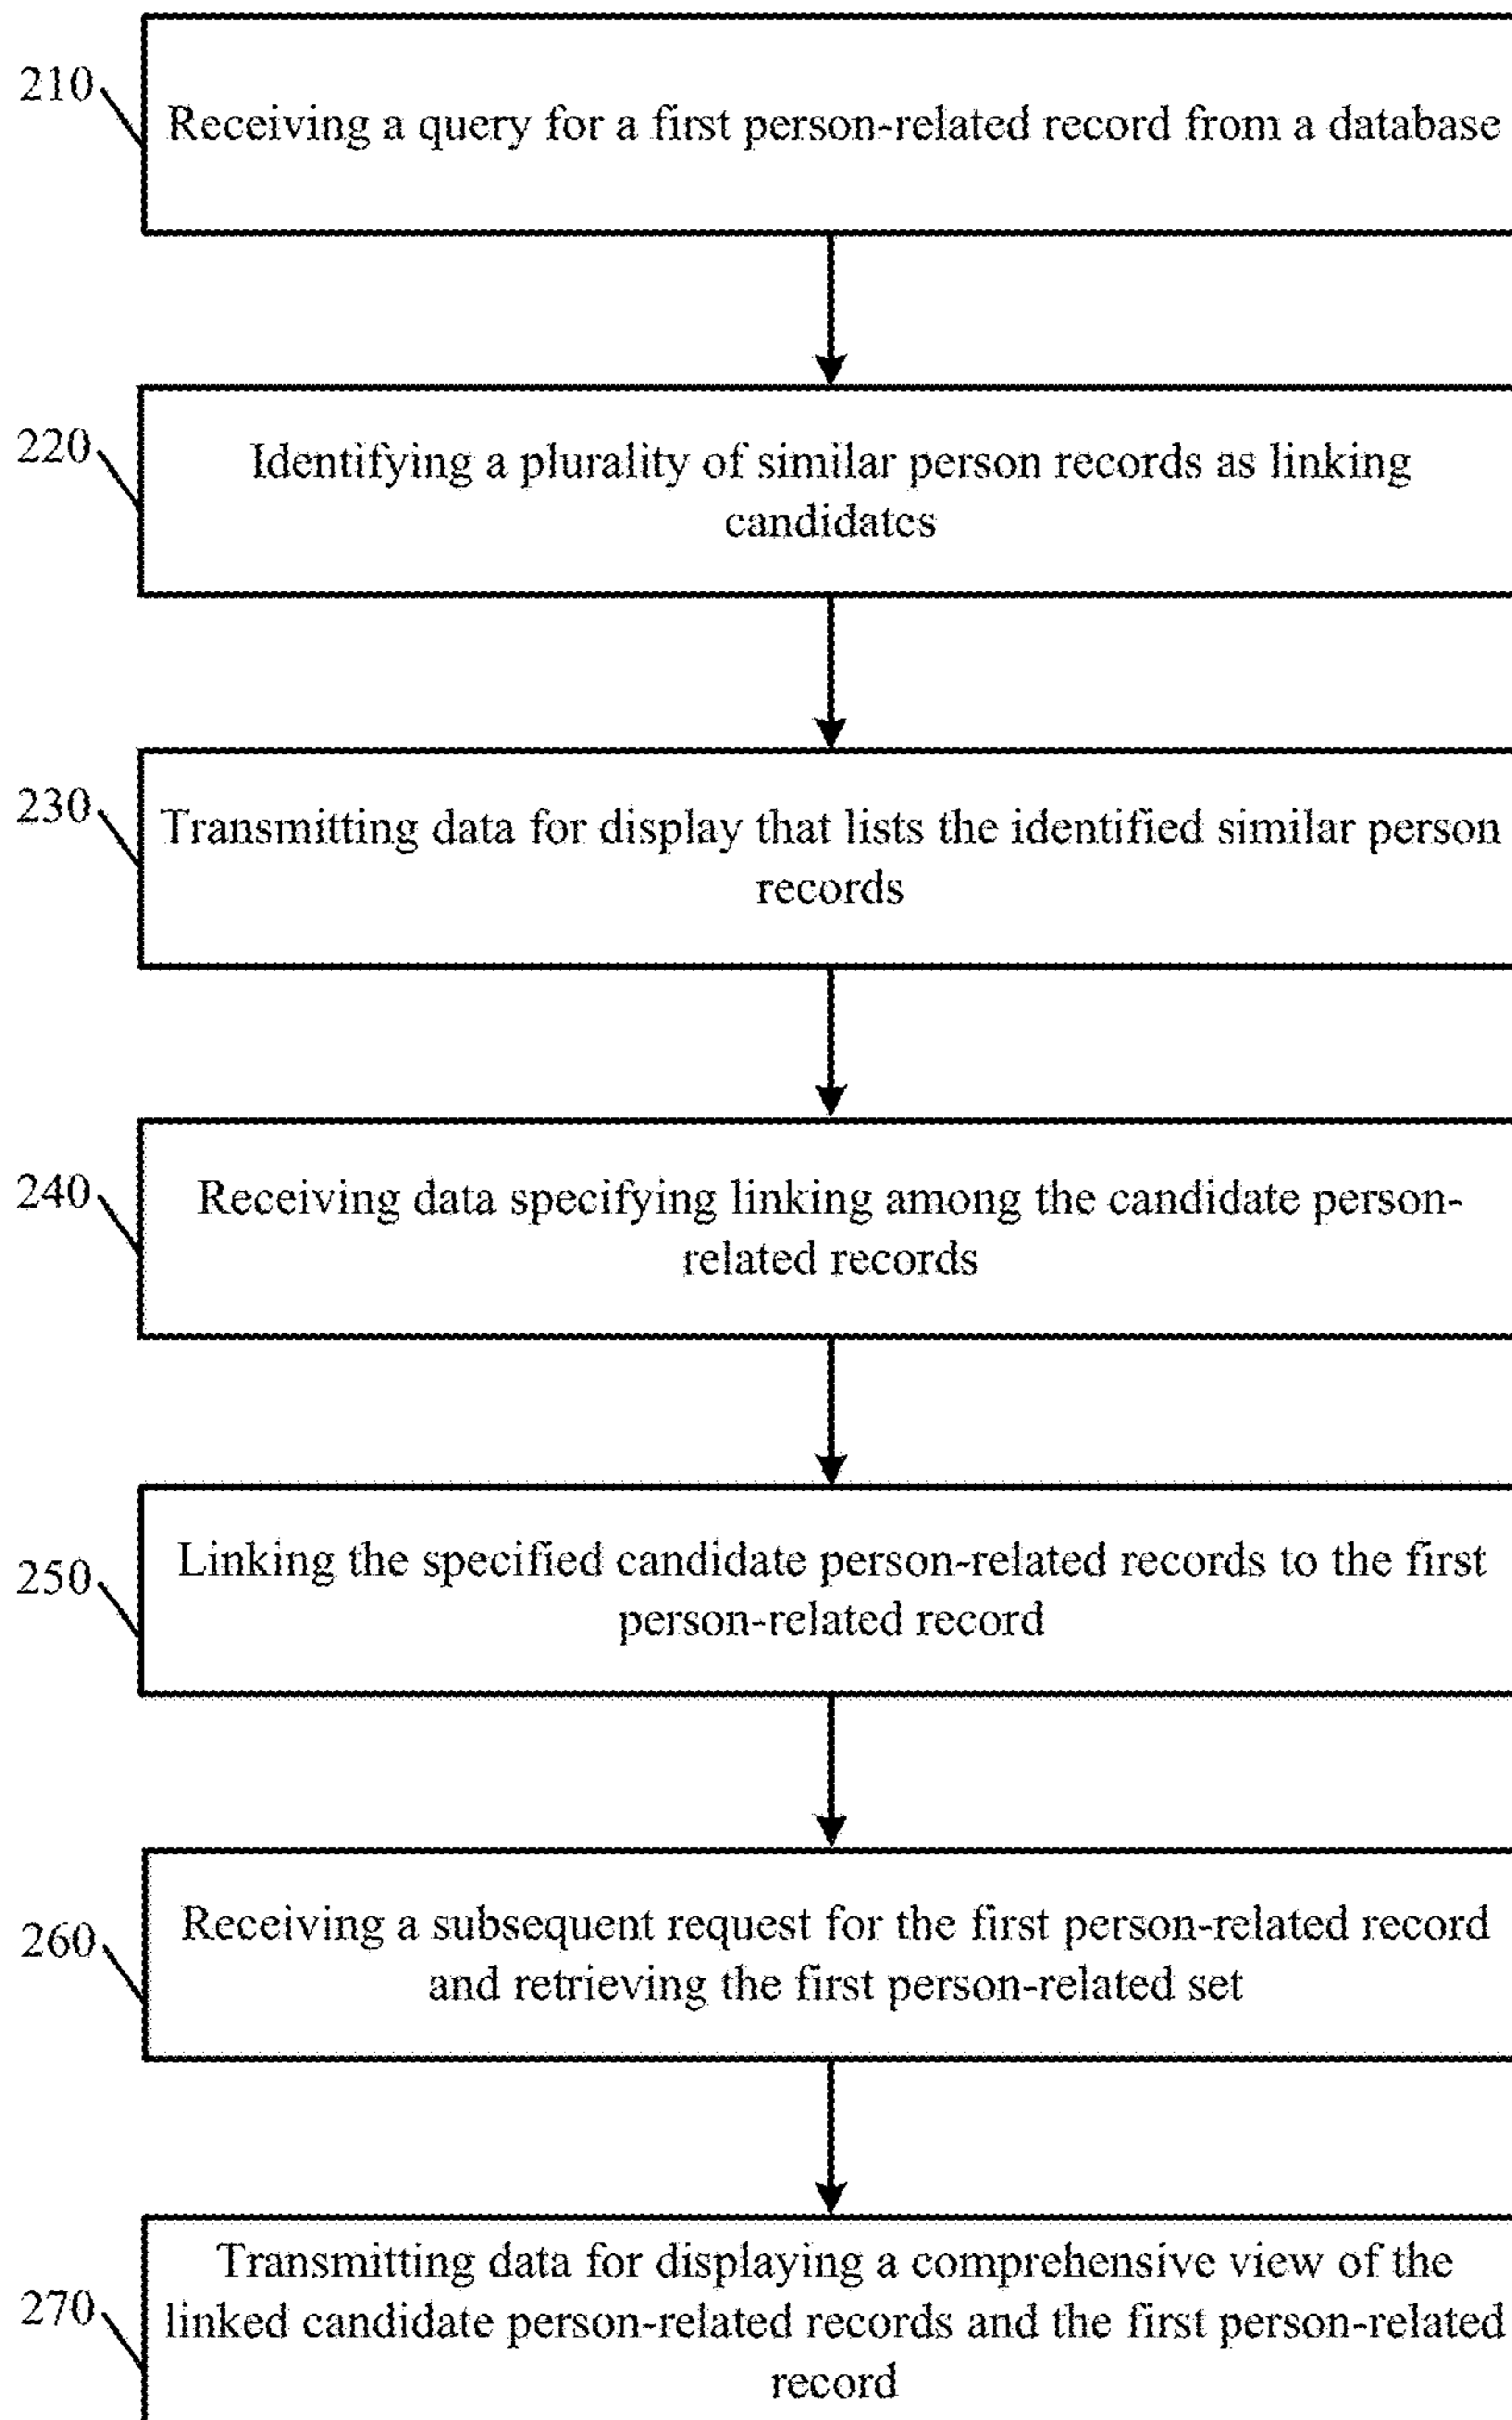 210
Receiving a query for a first person-related record from a database
220
Identifying a plurality of similar person records as linking
candidates
230
Transmitting data for display that lists the identified similar person
records
240
Receiving data specifying linking among the candidate person-
related records
250
Linking the specified candidate person-related records to the first
person-related record
260
Receiving a subsequent request for the first person-related record
and retrieving the first person-related set
270
Transmitting data for displaying a comprehensive view of the
linked candidate person-related records and the first person-related
record